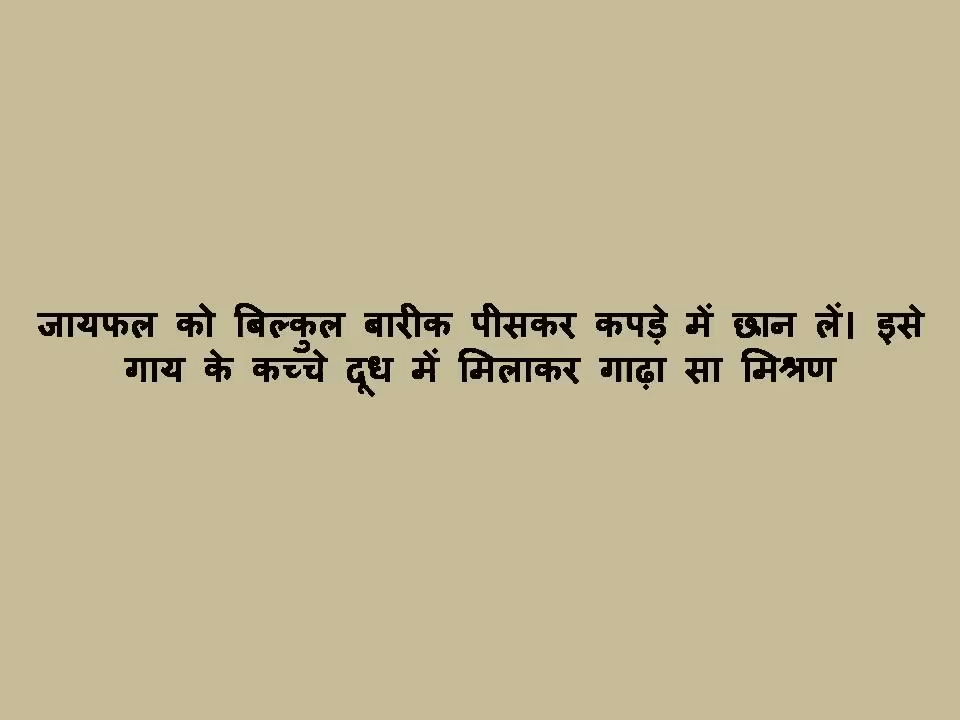 जायफल को बिल्कुल बारीक पीसकर कपड़े में छान लें। इसे
गाय के कच्चे दूध में मिलाकर गाढ़ा सा मिश्रण